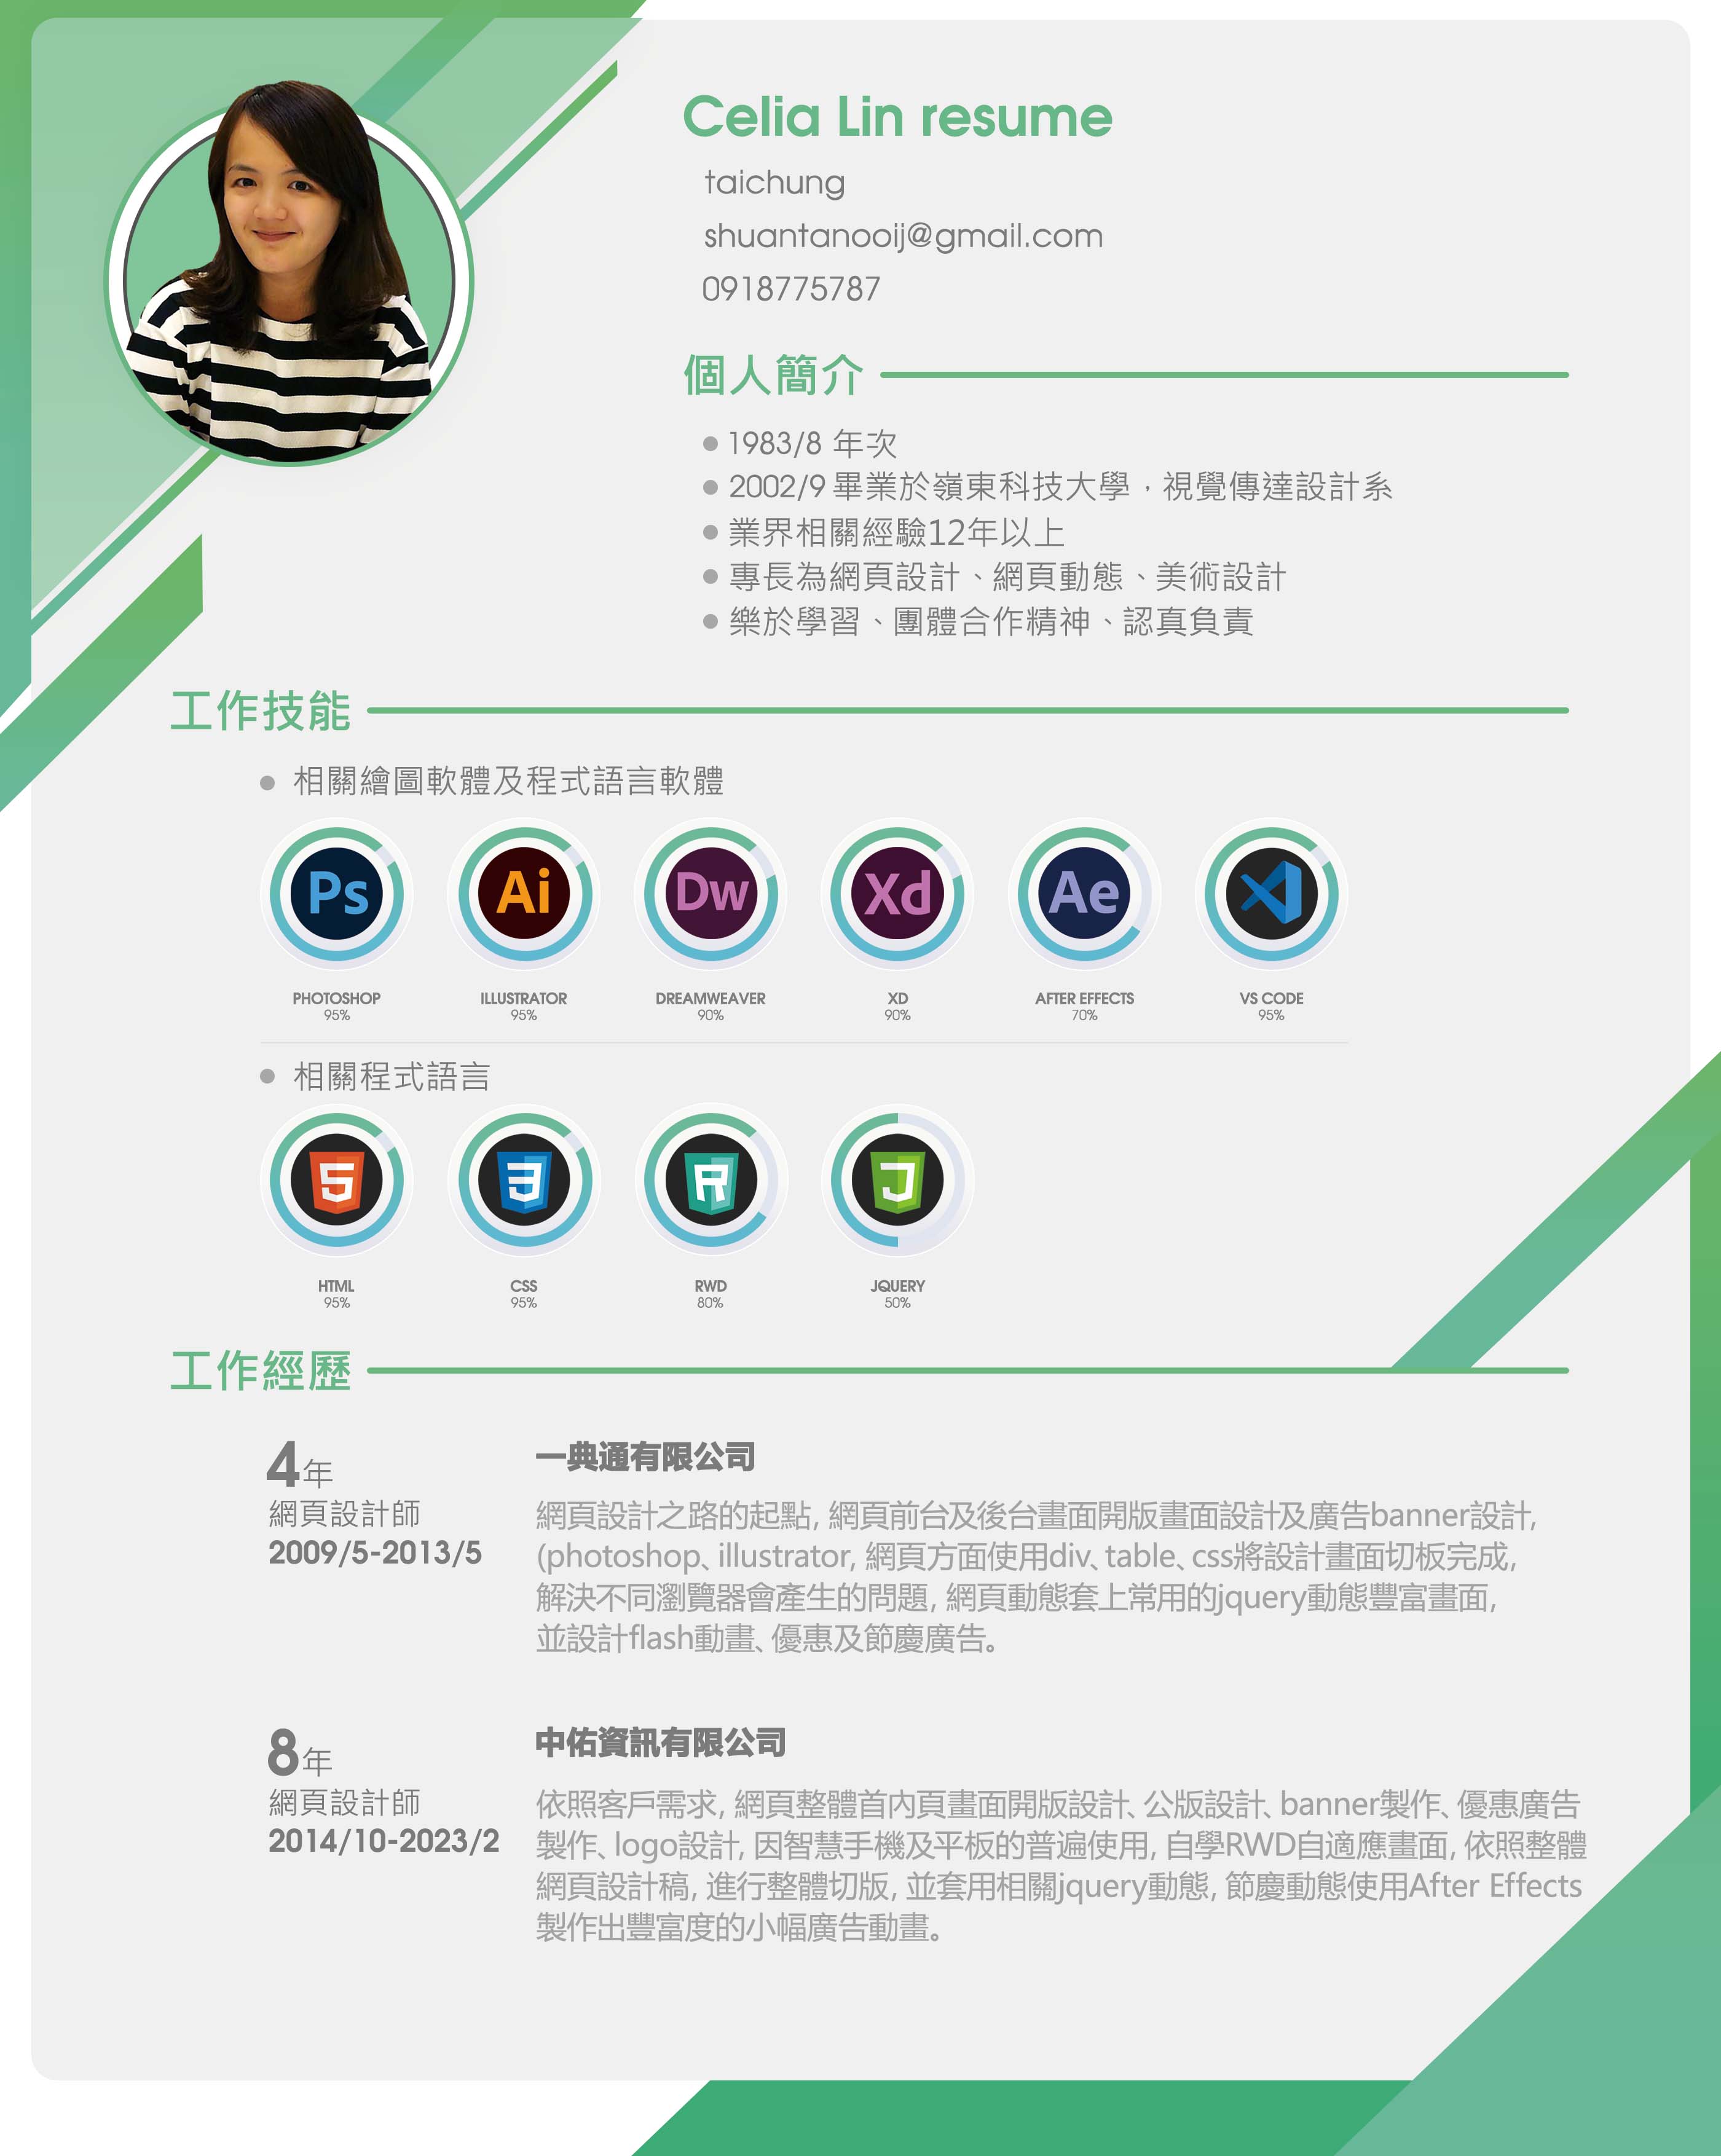 Celia Lin resume
taichung
shuantanooij@gmail.com
0918775787
個人簡介
1983/8 年次
2002/9 畢業於嶺東科技大學，視覺傳達設計系
業界相關經驗12年以上
專長為網頁設計、網頁動態、美術設計
樂於學習、團體合作精神、認真負責
工作技能
相關繪圖軟體及程式語言軟體
Ps Ai Dw Xd Ae
PHOTOSHOP ILLUSTRATOR DREAMWEAVER XD AFTER EFFECTS VS CODE
95% 95% 90% 90% 70% 95%
相關程式語言
5 3 R J
HTML CSS RWD JQUERY
95% 95% 80% 50%
工作經歷
4年
網頁設計師
2009/5-2013/5
一典通有限公司
網頁設計之路的起點, 網頁前台及後台畫面開版畫面設計及廣告banner設計,
(photoshop、illustrator, 網頁方面使用div、table、css將設計畫面切板完成,
解決不同瀏覽器會產生的問題, 網頁動態套上常用的jquery動態豐富畫面,
並設計flash動畫、優惠及節慶廣告。
8年
網頁設計師
2014/10-2023/2
中佑資訊有限公司
依照客戶需求, 網頁整體首內頁畫面開版設計、公版設計、banner製作、優惠廣告
製作、logo設計, 因智慧手機及平板的普遍使用, 自學RWD自適應畫面, 依照整體
網頁設計稿, 進行整體切版, 並套用相關jquery動態, 節慶動態使用After Effects
製作出豐富度的小幅廣告動畫。